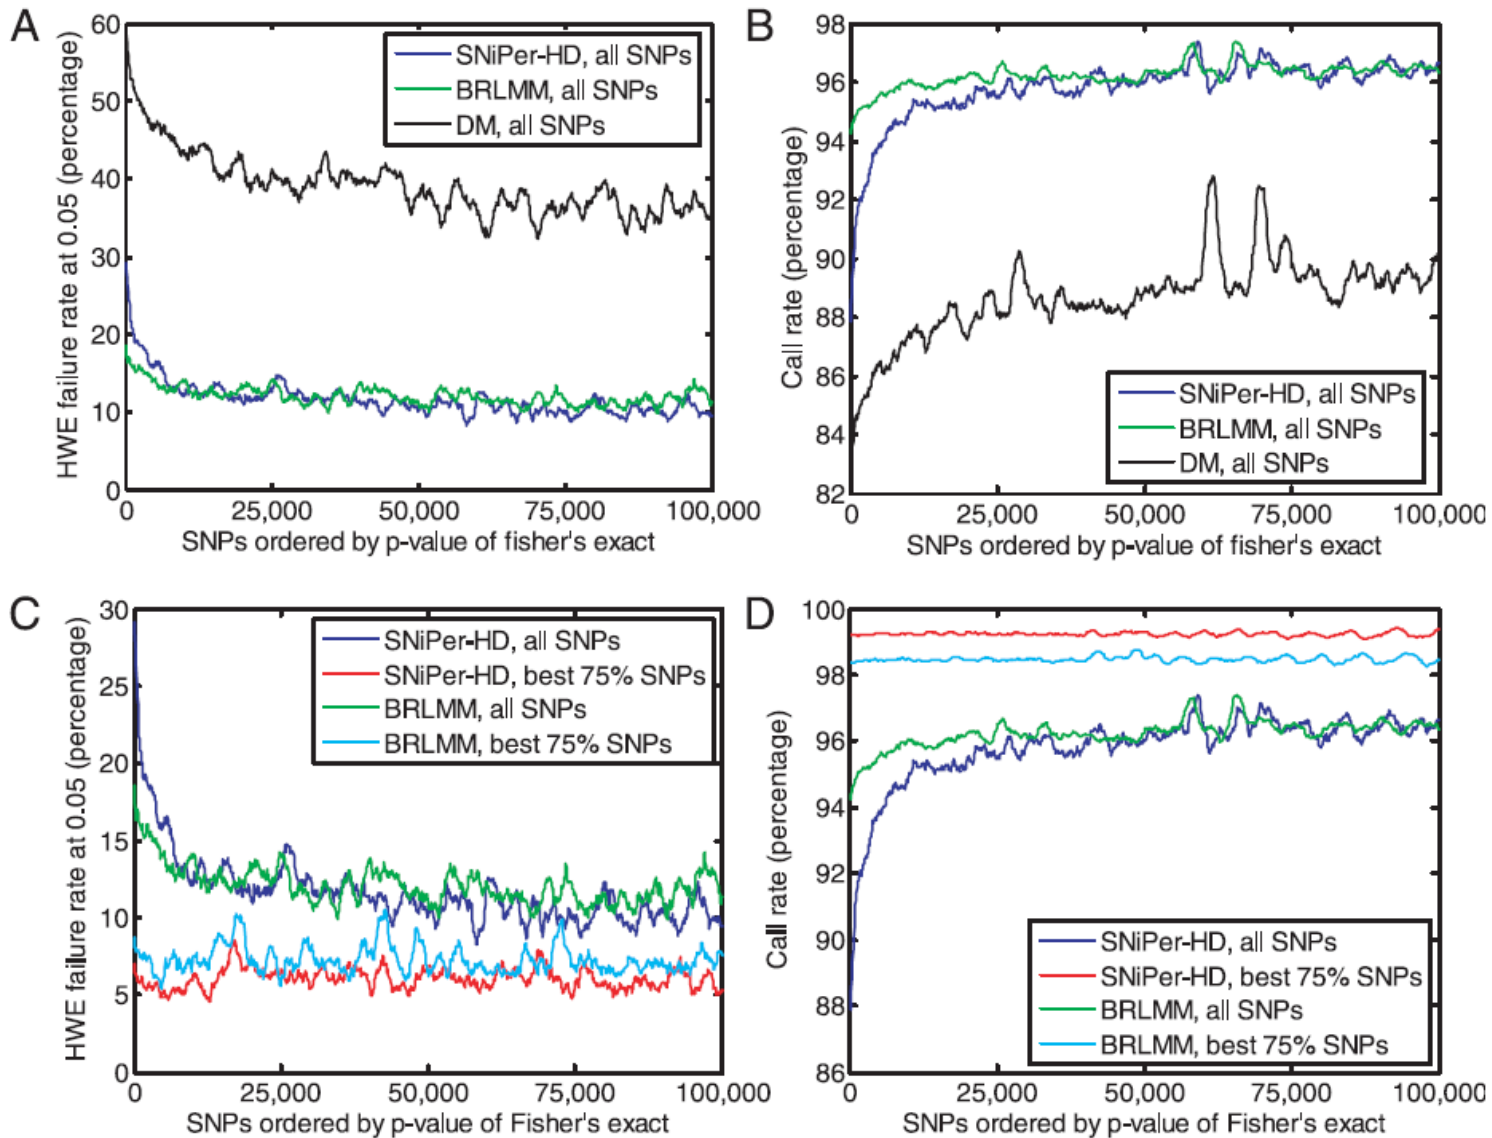 A
60
50
40
30
20
10
0
HWE failure rate at 0.05 (percentage)
SNiPer-HD, all SNPs
BRLMM, all SNPs
DM, all SNPs
0 25,000 50,000 75,000 100,000
SNPs ordered by p-value of fisher's exact
B
98
96
94
92
90
88
86
84
82
Call rate (percentage)
SNiPer-HD, all SNPs
BRLMM, all SNPs
DM, all SNPs
0 25,000 50,000 75,000 100,000
SNPs ordered by p-value of fisher's exact
C
30
25
20
15
10
5
0
HWE failure rate at 0.05 (percentage)
SNiPer-HD, all SNPs
SNiPer-HD, best 75% SNPs
BRLMM, all SNPs
BRLMM, best 75% SNPs
0 25,000 50,000 75,000 100,000
SNPs ordered by p-value of Fisher's exact
D
100
98
96
94
92
90
88
86
Call rate (percentage)
SNiPer-HD, all SNPs
SNiPer-HD, best 75% SNPs
BRLMM, all SNPs
BRLMM, best 75% SNPs
0 25,000 50,000 75,000 100,000
SNPs ordered by p-value of Fisher's exact